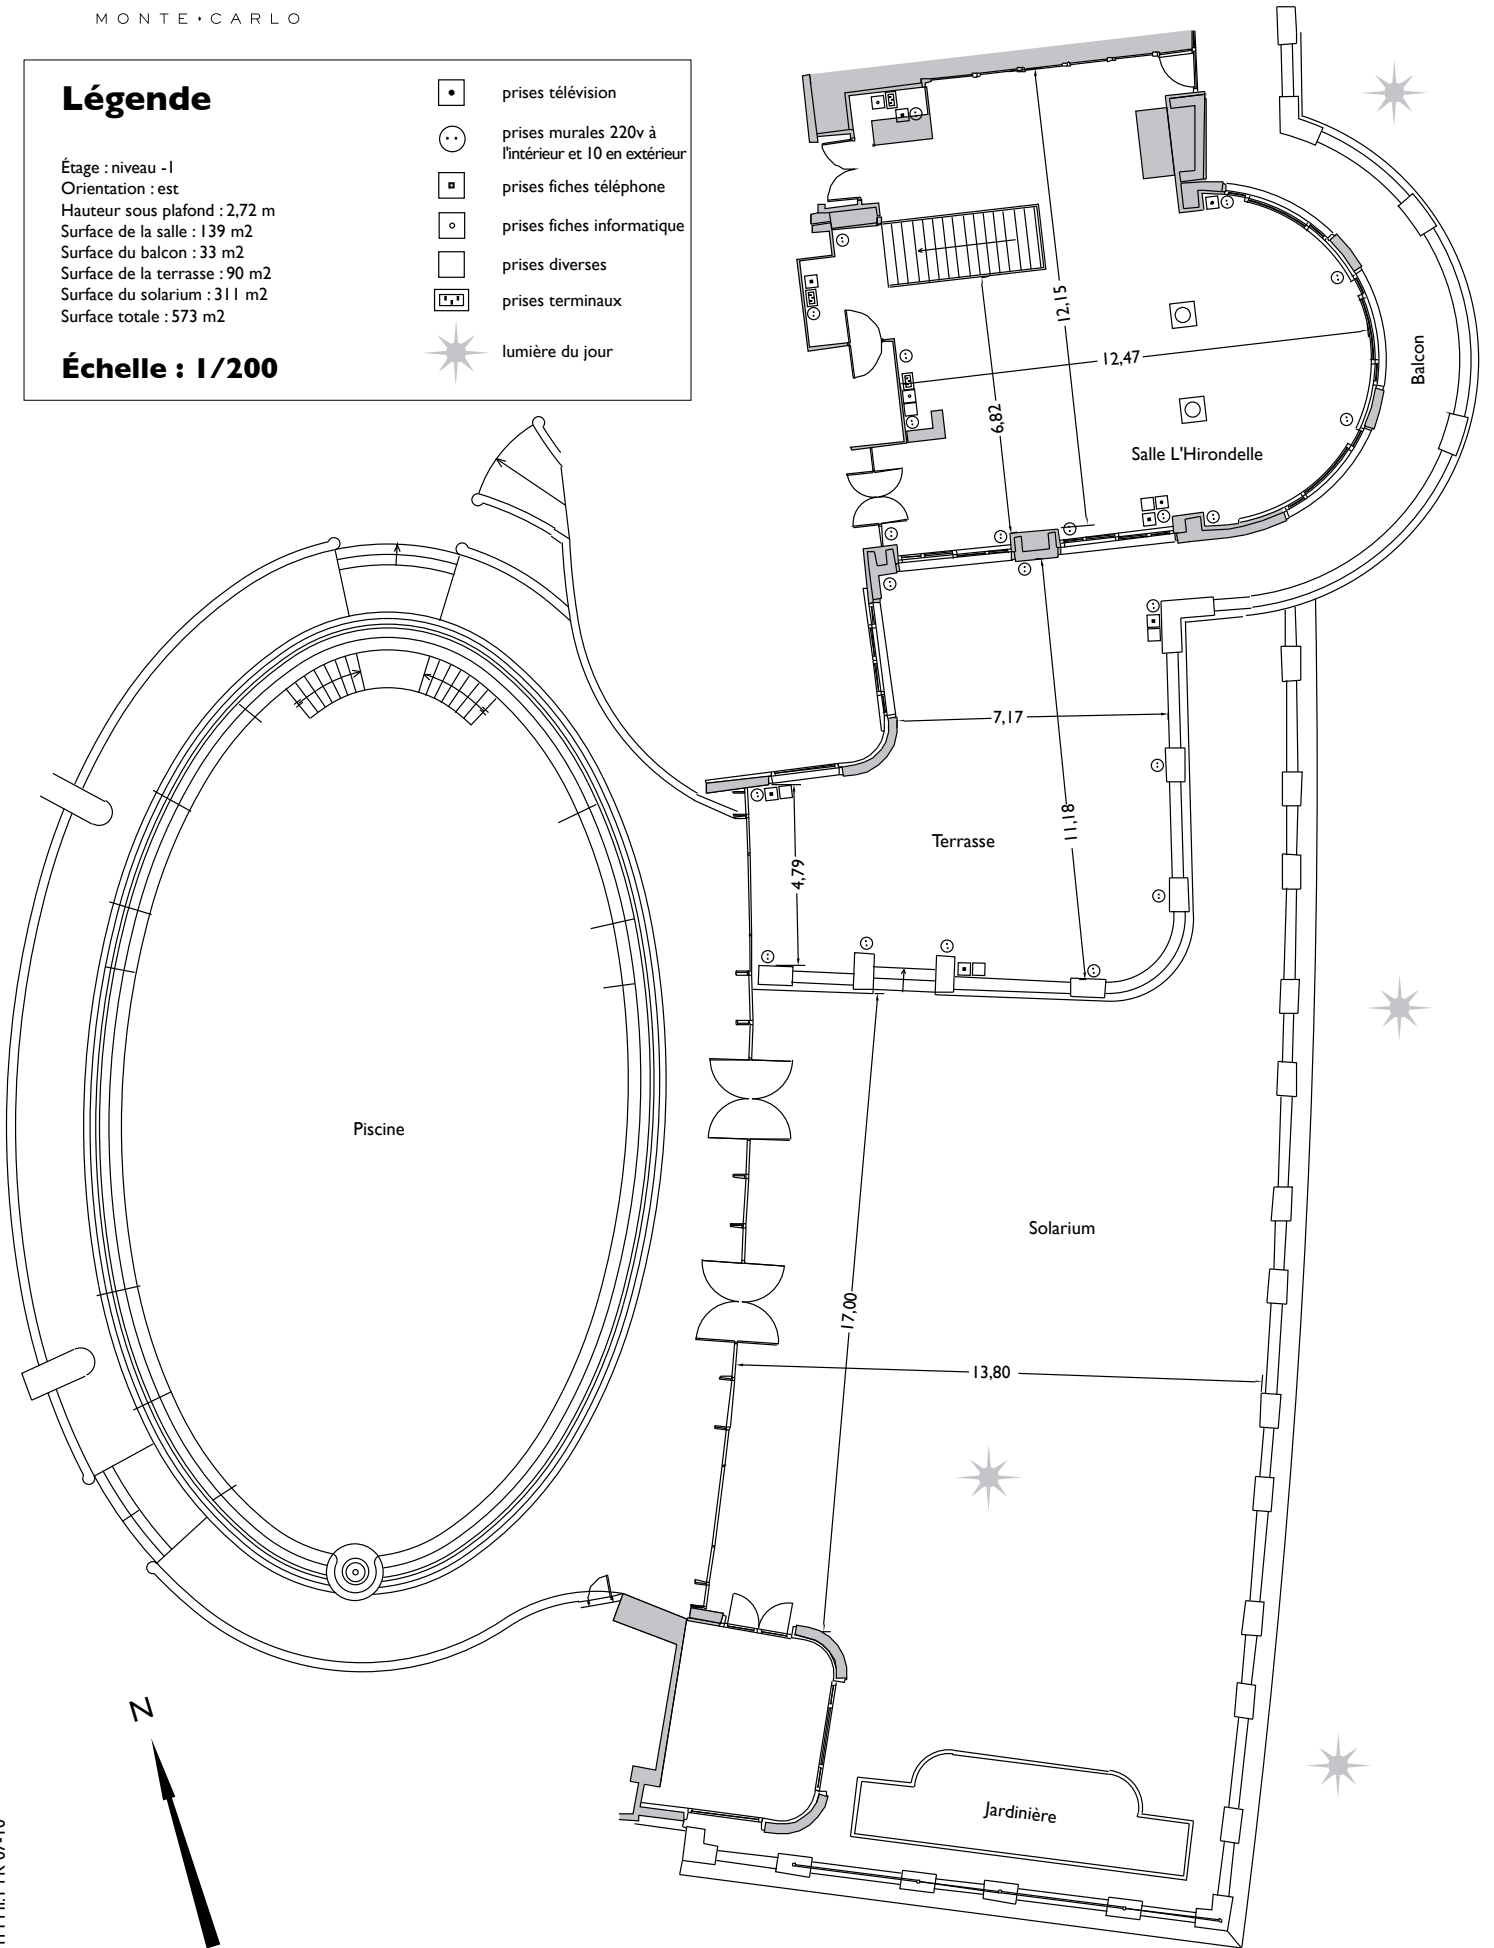 MONTE•CARLO
Légende
Étage : niveau -1
Orientation : est
Hauteur sous plafond : 2,72 m
Surface de la salle : 139 m2
Surface du balcon : 33 m2
Surface de la terrasse : 90 m2
Surface du solarium : 311 m2
Surface totale : 573 m2
Échelle : 1/200
prises télévision
prises murales 220v à
l'intérieur et 10 en extérieur
prises fiches téléphone
prises fiches informatique
prises diverses
prises terminaux
lumière du jour
12,15
12,47
6,82
Balcon
Salle L'Hirondelle
7,17
11,18
Terrasse
4,79
Piscine
Solarium
17,00
13,80
Jardinière
N